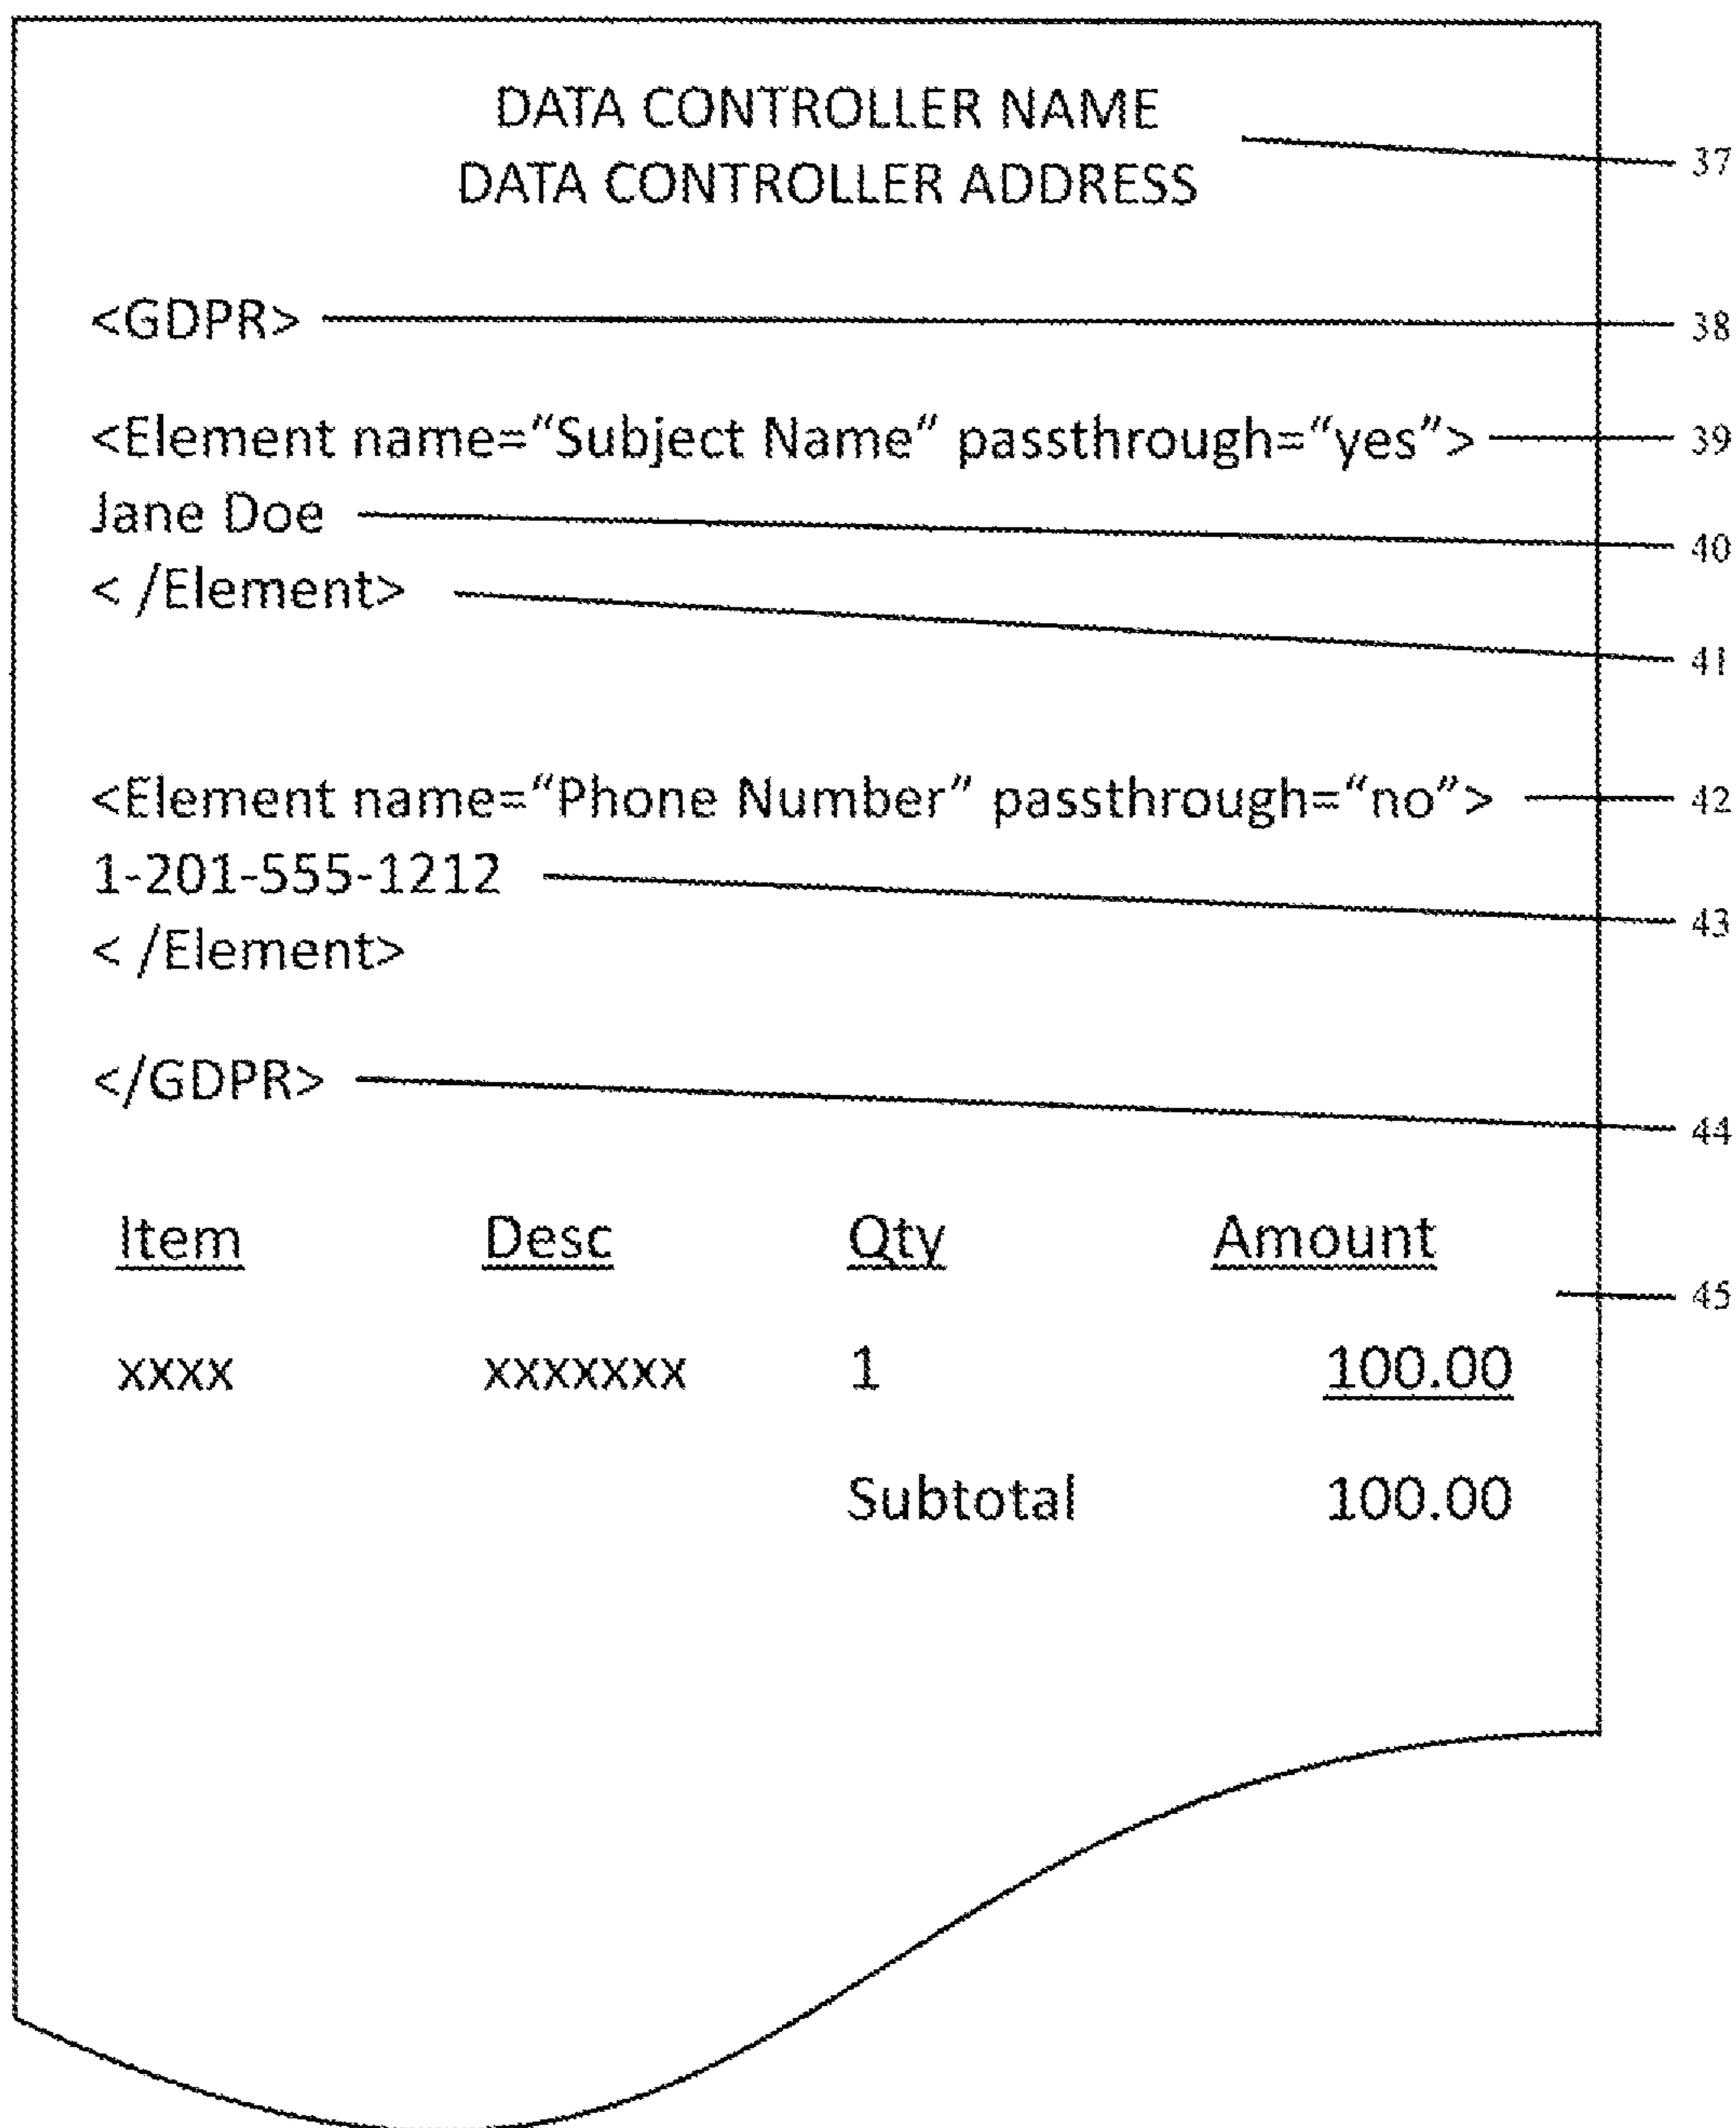 DATA CONTROLLER NAME
37
DATA CONTROLLER ADDRESS
<GDPR>
38
<Element name=“Subject Name” passthrough=“yes”>
39
Jane Doe
40
< /Element>
41
<Element name=“Phone Number” passthrough=“no”>
42
1-201-555-1212
43
< /Element>
</GDPR>
44
Item Desc Qty Amount
45
xxxx xxxxxxx 1 100.00
Subtotal 100.00